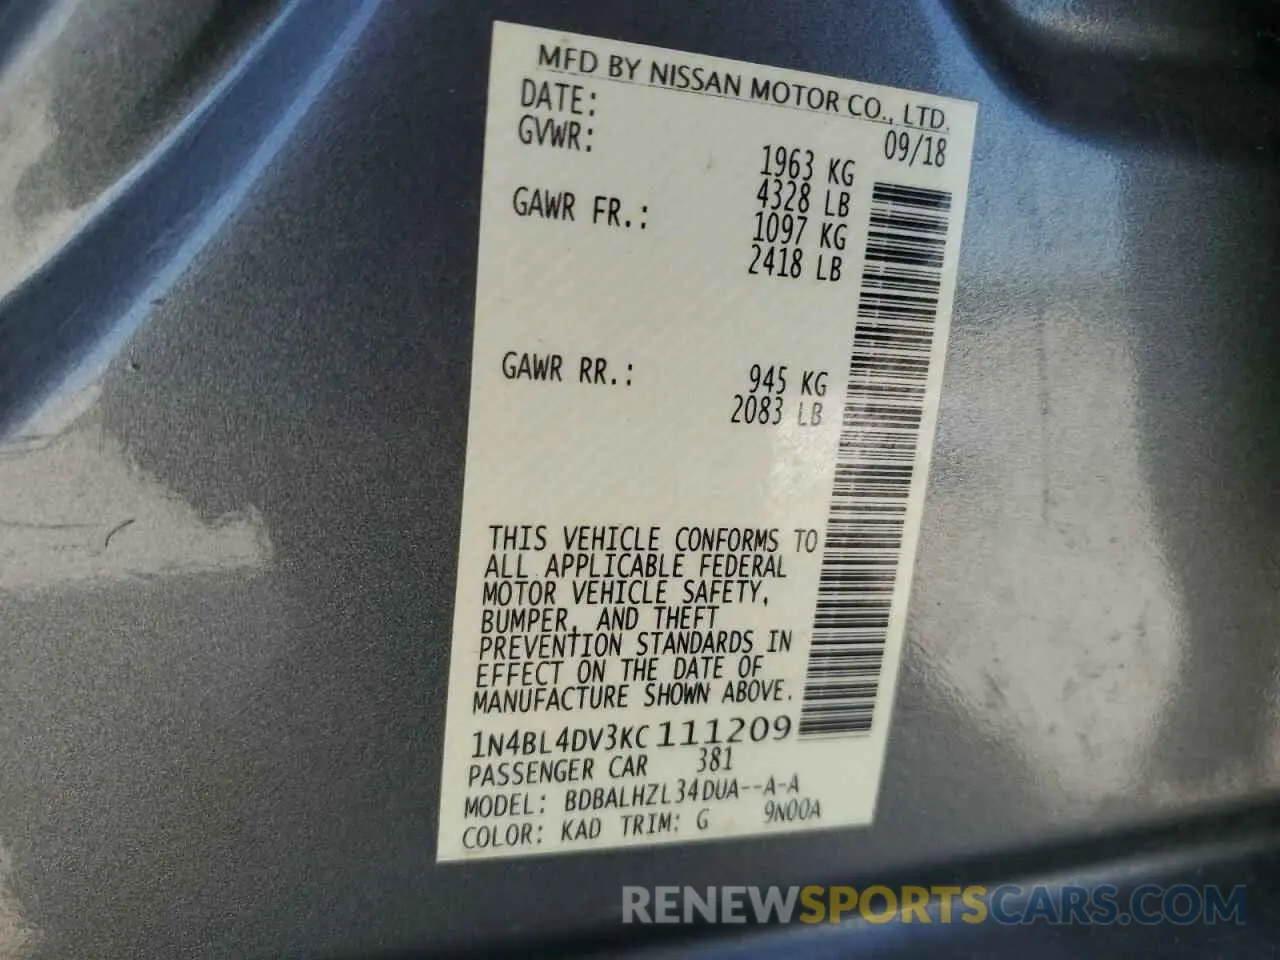 MFD BY NISSAN MOTOR CO., LTD.
DATE: 09/18
GVWR: 1963 KG
4328 LB
GAWR FR.: 1097 KG
2418 LB
GAWR RR.: 945 KG
2083 LB
THIS VEHICLE CONFORMS TO
ALL APPLICABLE FEDERAL
MOTOR VEHICLE SAFETY,
BUMPER, AND THEFT
PREVENTION STANDARDS IN
EFFECT ON THE DATE OF
MANUFACTURE SHOWN ABOVE.
1N4BL4DV3KC111209
PASSENGER CAR 381
MODEL: BDBALHZL34DUA--A-A
COLOR: KAD TRIM: G 9N00A
RENEWSPORTSCARS.COM